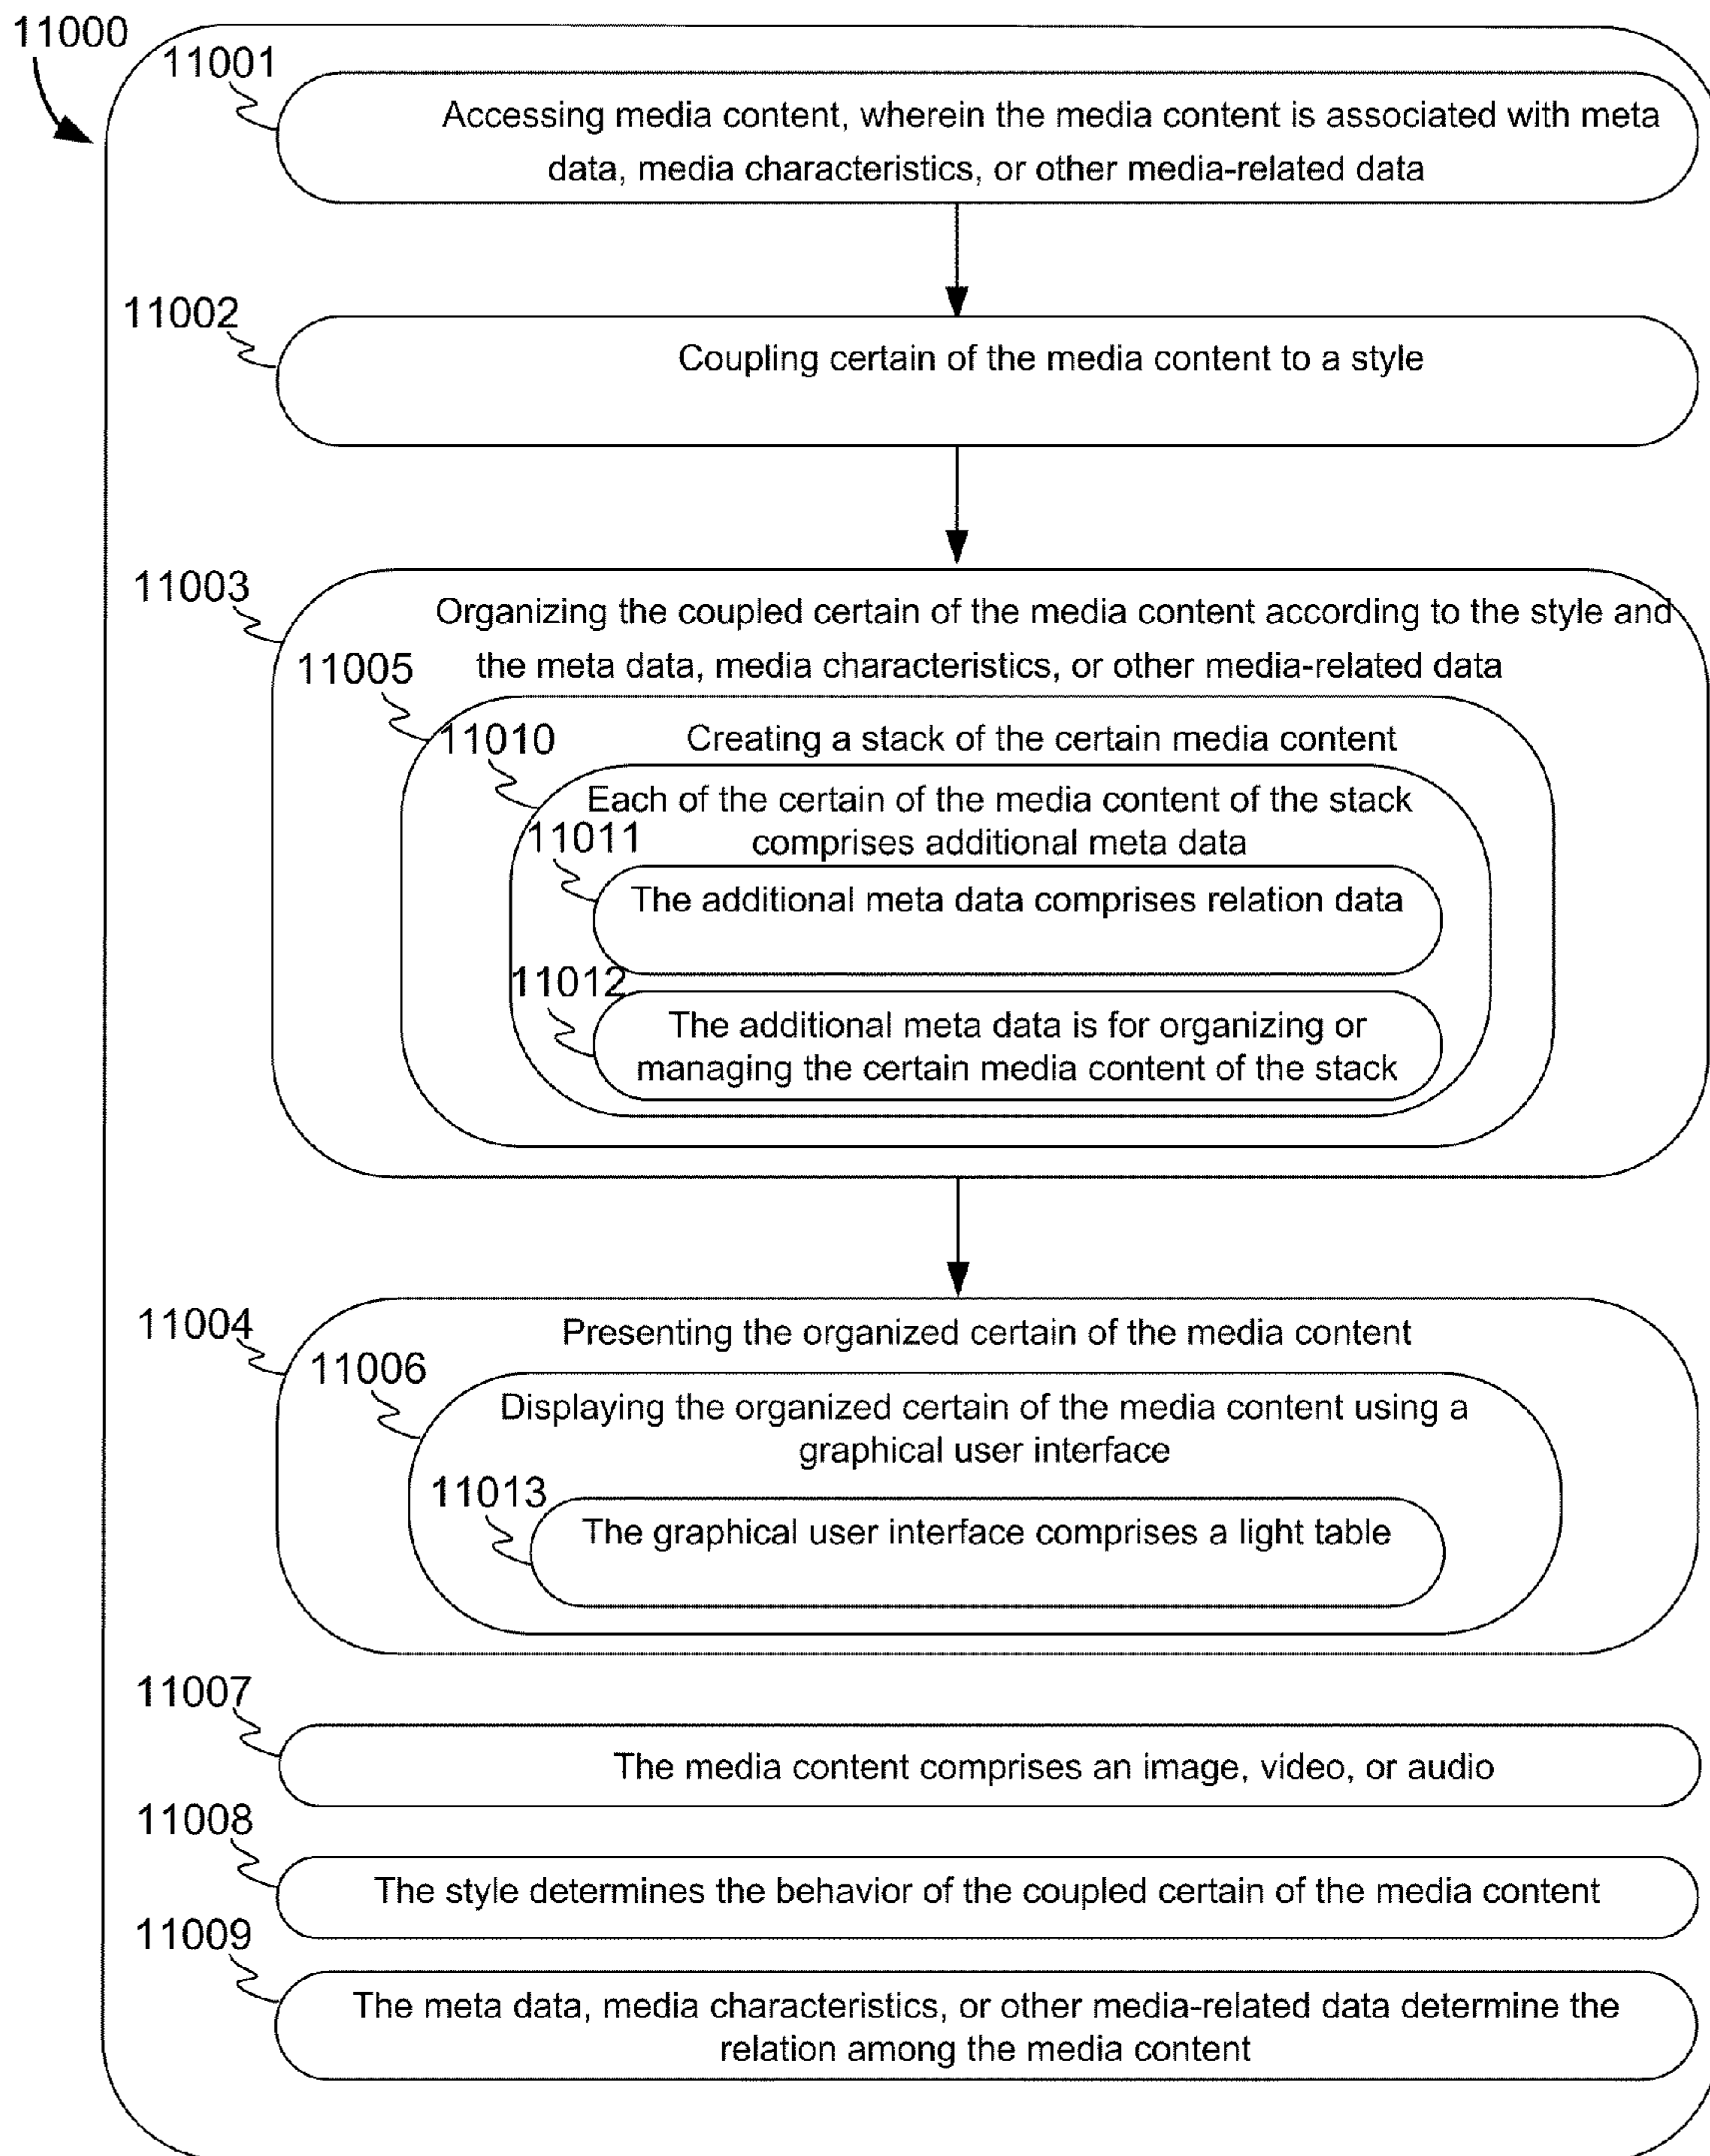 11000
11001
Accessing media content, wherein the media content is associated with meta
data, media characteristics, or other media-related data
11002
Coupling certain of the media content to a style
11003
Organizing the coupled certain of the media content according to the style and
the meta data, media characteristics, or other media-related data
11005
Creating a stack of the certain media content
11010
Each of the certain of the media content of the stack
comprises additional meta data
11011
The additional meta data comprises relation data
11012
The additional meta data is for organizing or
managing the certain media content of the stack
11004
Presenting the organized certain of the media content
11006
Displaying the organized certain of the media content using a
graphical user interface
11013
The graphical user interface comprises a light table
11007
The media content comprises an image, video, or audio
11008
The style determines the behavior of the coupled certain of the media content
11009
The meta data, media characteristics, or other media-related data determine the
relation among the media content